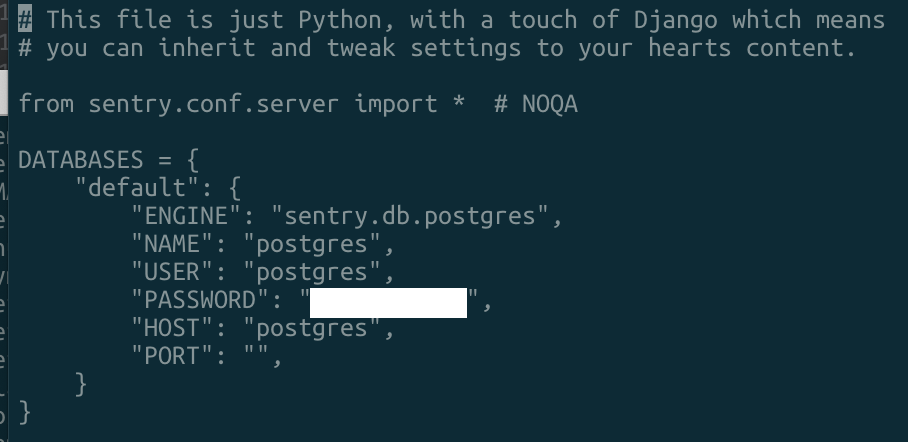 # This file is just Python, with a touch of Django which means
# you can inherit and tweak settings to your hearts content.
from sentry.conf.server import *  # NOQA
DATABASES = {
    "default": {
        "ENGINE": "sentry.db.postgres",
        "NAME": "postgres",
        "USER": "postgres",
        "PASSWORD": "",
        "HOST": "postgres",
        "PORT": "",
    }
}